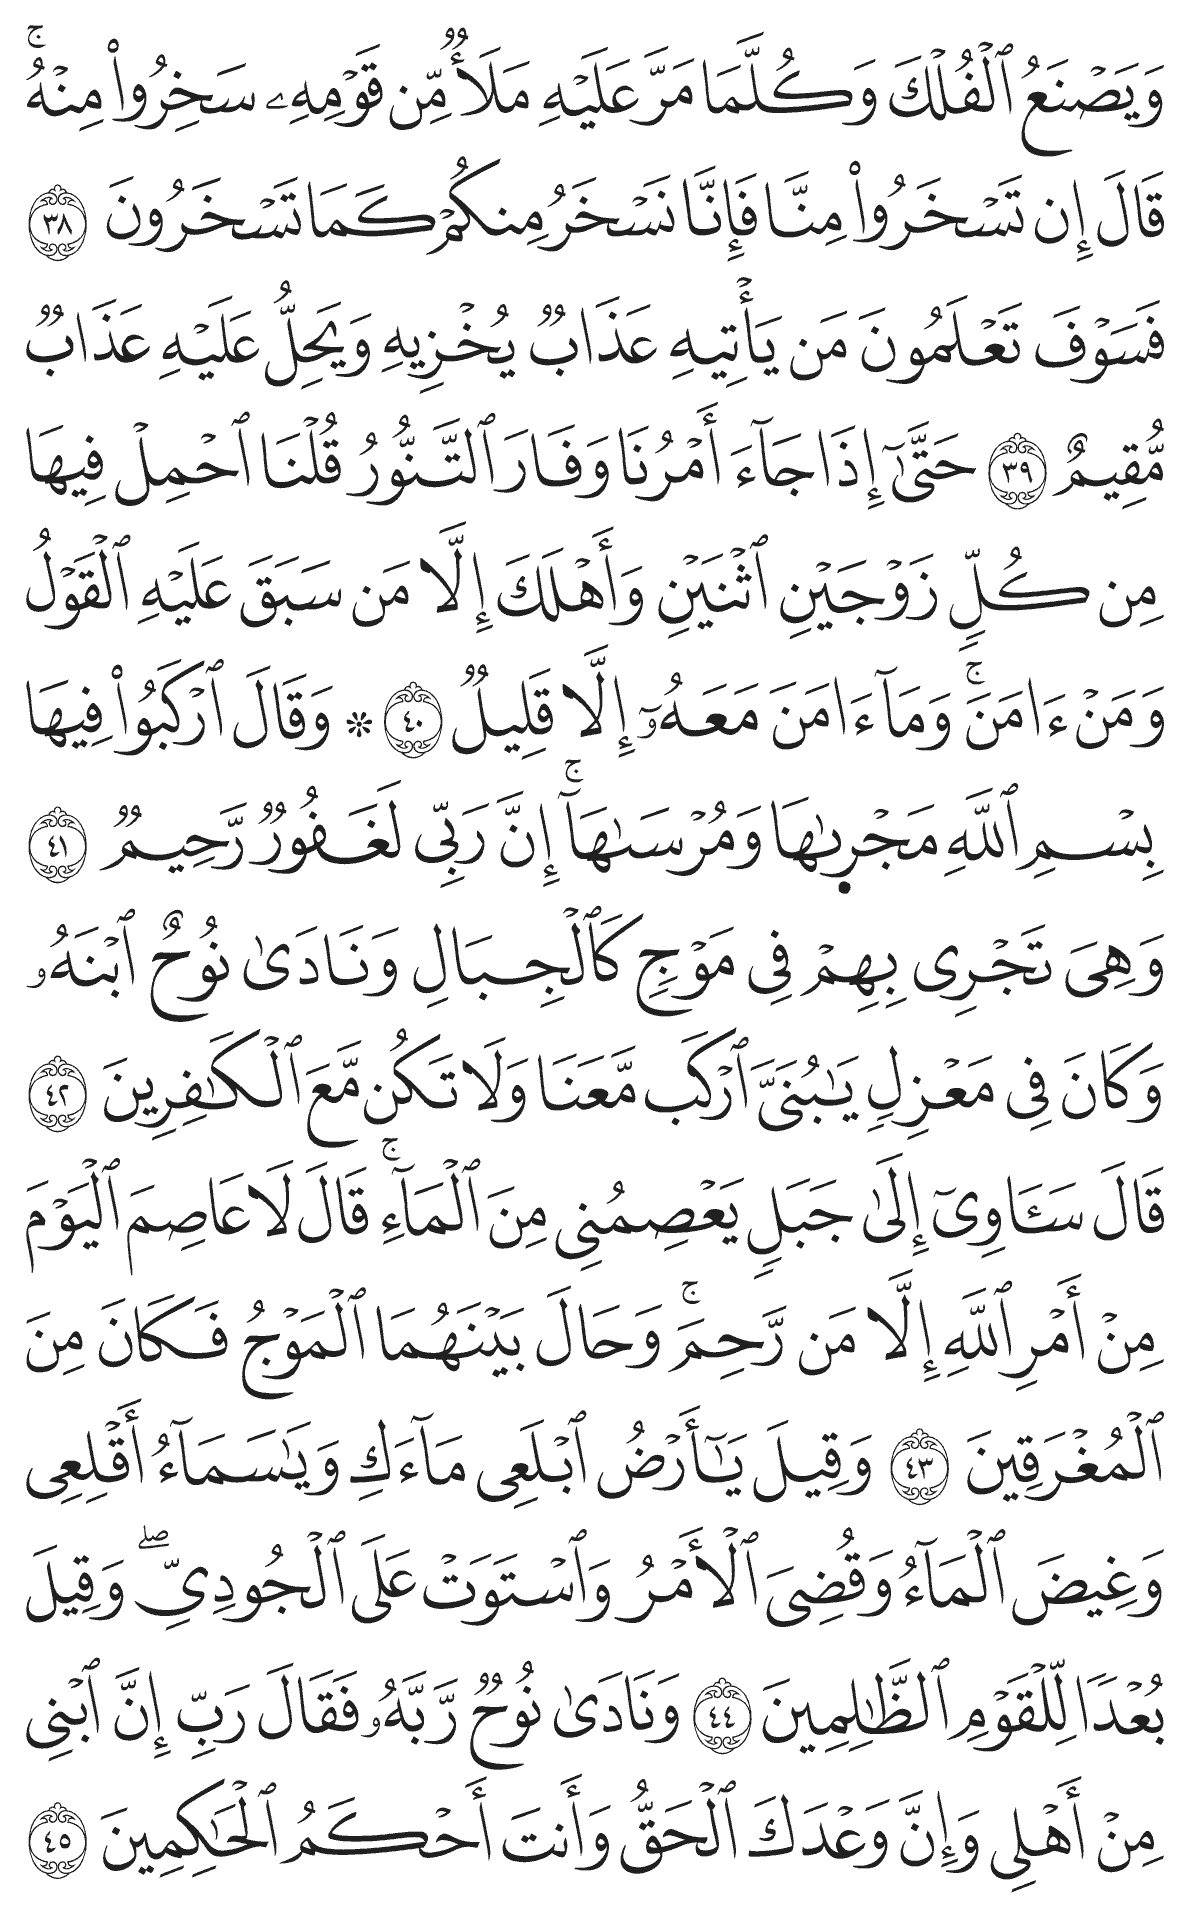 وَيَصۡنَعُ ٱلۡفُلۡكَ وَكُلَّمَا مَرَّ عَلَيۡهِ مَلَأٞ مِّن قَوۡمِهِۦ سَخِرُواْ مِنۡهُۚ
قَالَ إِن تَسۡخَرُواْ مِنَّا فَإِنَّا نَسۡخَرُ مِنكُمۡ كَمَا تَسۡخَرُونَ ٣٨
فَسَوۡفَ تَعۡلَمُونَ مَن يَأۡتِيهِ عَذَابٞ يُخۡزِيهِ وَيَحِلُّ عَلَيۡهِ عَذَابٞ
مُّقِيمٌ ٣٩ حَتَّىٰٓ إِذَا جَآءَ أَمۡرُنَا وَفَارَ ٱلتَّنُّورُ قُلۡنَا ٱحۡمِلۡ فِيهَا
مِن كُلّٖ زَوۡجَيۡنِ ٱثۡنَيۡنِ وَأَهۡلَكَ إِلَّا مَن سَبَقَ عَلَيۡهِ ٱلۡقَوۡلُ
وَمَنۡ ءَامَنَۚ وَمَآ ءَامَنَ مَعَهُۥٓ إِلَّا قَلِيلٞ ٤٠ ۞ وَقَالَ ٱرۡكَبُواْ فِيهَا
بِسۡمِ ٱللَّهِ مَجۡر۪ىٰهَا وَمُرۡسَىٰهَآۚ إِنَّ رَبِّي لَغَفُورٞ رَّحِيمٞ ٤١
وَهِيَ تَجۡرِي بِهِمۡ فِي مَوۡجٖ كَٱلۡجِبَالِ وَنَادَىٰ نُوحٌ ٱبۡنَهُۥ
وَكَانَ فِي مَعۡزِلٖ يَٰبُنَيَّ ٱرۡكَب مَّعَنَا وَلَا تَكُن مَّعَ ٱلۡكَٰفِرِينَ ٤٢
قَالَ سَـَٔاوِيٓ إِلَىٰ جَبَلٖ يَعۡصِمُنِي مِنَ ٱلۡمَآءِۚ قَالَ لَا عَاصِمَ ٱلۡيَوۡمَ
مِنۡ أَمۡرِ ٱللَّهِ إِلَّا مَن رَّحِمَۚ وَحَالَ بَيۡنَهُمَا ٱلۡمَوۡجُ فَكَانَ مِنَ
ٱلۡمُغۡرَقِينَ ٤٣ وَقِيلَ يَٰٓأَرۡضُ ٱبۡلَعِي مَآءَكِ وَيَٰسَمَآءُ أَقۡلِعِي
وَغِيضَ ٱلۡمَآءُ وَقُضِيَ ٱلۡأَمۡرُ وَٱسۡتَوَتۡ عَلَى ٱلۡجُودِيِّۖ وَقِيلَ
بُعۡدٗا لِّلۡقَوۡمِ ٱلظَّٰلِمِينَ ٤٤ وَنَادَىٰ نُوحٞ رَّبَّهُۥ فَقَالَ رَبِّ إِنَّ ٱبۡنِي
مِنۡ أَهۡلِي وَإِنَّ وَعۡدَكَ ٱلۡحَقُّ وَأَنتَ أَحۡكَمُ ٱلۡحَٰكِمِينَ ٤٥